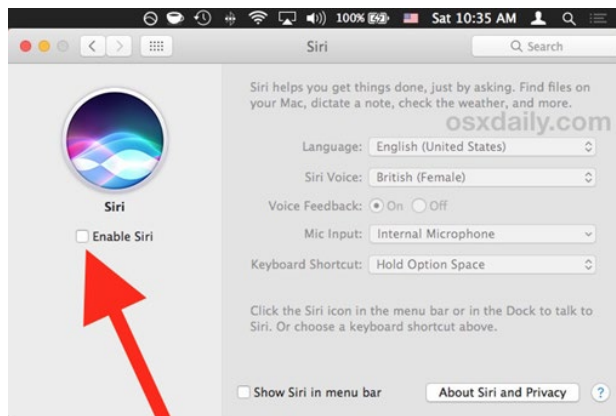 100%
Sat 10:35 AM
Siri
Search
Siri helps you get things done, just by asking. Find files on
your Mac, dictate a note, check the weather, and more.
osxdaily.com
Language: English (United States)
Siri Voice: British (Female)
Siri
Voice Feedback: On Off
Enable Siri
Mic Input: Internal Microphone
Keyboard Shortcut: Hold Option Space
Click the Siri icon in the menu bar or in the Dock to talk to
Siri. Or choose a keyboard shortcut above.
Show Siri in menu bar
About Siri and Privacy
?